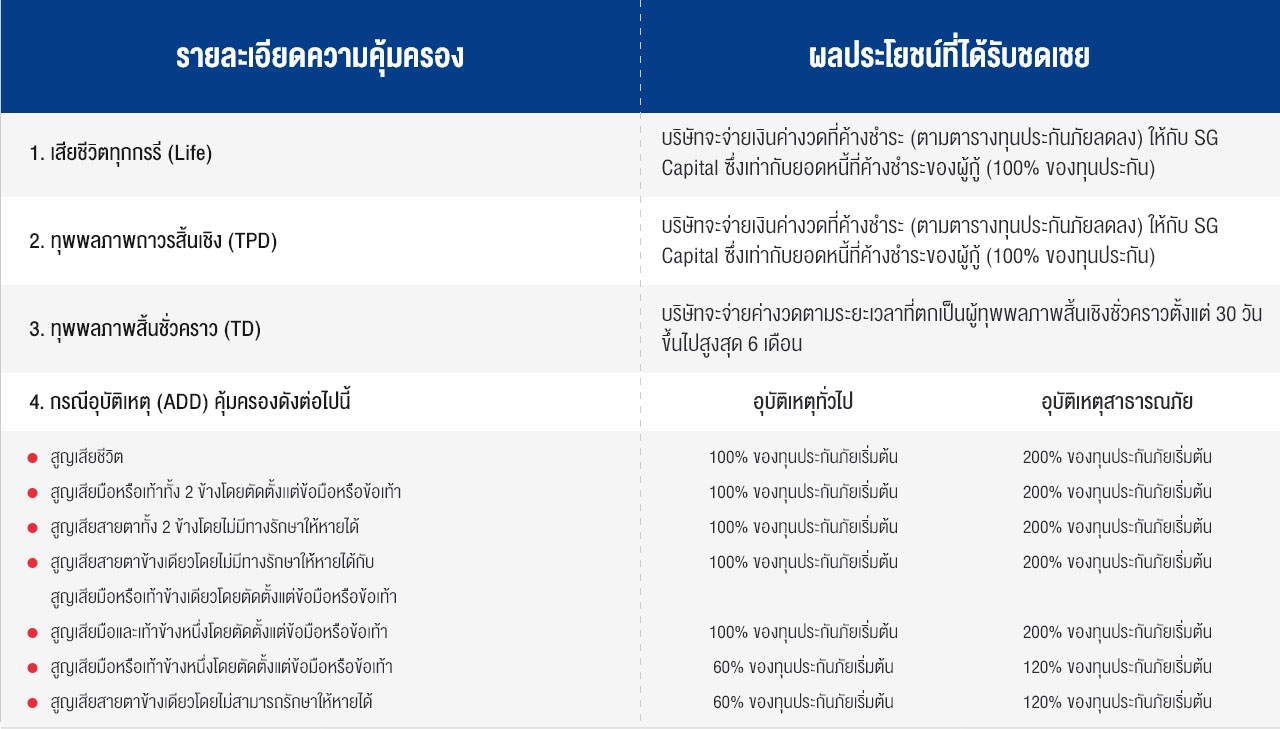 รายละเอียดความคุ้มครอง
ผลประโยชน์ที่ได้รับชดเชย
1. เสียชีวิตทุกกรรี (Life)
บริษัทจะจ่ายเงินค่างวดที่ค้างชำระ (ตามตารางทุนประกันภัยลดลง) ให้กับ SG
Capital ซึ่งเท่ากับยอดหนี้ที่ค้างชำระของผู้กู้ (100% ของทุนประกัน)
2. ทุพพลภาพถาวรสิ้นเชิง (TPD)
บริษัทจะจ่ายเงินค่างวดที่ค้างชำระ (ตามตารางทุนประกันภัยลดลง) ให้กับ SG
Capital ซึ่งเท่ากับยอดหนี้ที่ค้างชำระของผู้กู้ (100% ของทุนประกัน)
3. ทุพพลภาพสิ้นชั่วคราว (TD)
บริษัทจะจ่ายค่างวดตามระยะเวลาที่ตกเป็นผู้ทุพพลภาพสิ้นเชิงชั่วคราวตั้งแต่ 30 วัน
ขึ้นไปสูงสุด 6 เดือน
4. กรณีอุบัติเหตุ (ADD) คุ้มครองดังต่อไปนี้
อุบัติเหตุทั่วไป
อุบัติเหตุสาธารณภัย
สูญเสียชีวิต
100% ของทุนประกันภัยเริ่มต้น
200% ของทุนประกันภัยเริ่มต้น
สูญเสียมือหรือเท้าทั้ง 2 ข้างโดยตัดตั้งแต่ข้อมือหรือข้อเท้า
100% ของทุนประกันภัยเริ่มต้น
200% ของทุนประกันภัยเริ่มต้น
สูญเสียสายตาทั้ง 2 ข้างโดยไม่มีทางรักษาให้หายได้
100% ของทุนประกันภัยเริ่มต้น
200% ของทุนประกันภัยเริ่มต้น
สูญเสียสายตาข้างเดียวโดยไม่มีทางรักษาให้หายได้กับ
100% ของทุนประกันภัยเริ่มต้น
200% ของทุนประกันภัยเริ่มต้น
สูญเสียมือหรือเท้าข้างเดียวโดยตัดตั้งแต่ข้อมือหรือข้อเท้า
สูญเสียมือและเท้าข้างหนึ่งโดยตัดตั้งแต่ข้อมือหรือข้อเท้า
100% ของทุนประกันภัยเริ่มต้น
200% ของทุนประกันภัยเริ่มต้น
สูญเสียมือหรือเท้าข้างหนึ่งโดยตัดตั้งแต่ข้อมือหรือข้อเท้า
60% ของทุนประกันภัยเริ่มต้น
120% ของทุนประกันภัยเริ่มต้น
สูญเสียสายตาข้างเดียวโดยไม่สามารถรักษาให้หายได้
60% ของทุนประกันภัยเริ่มต้น
120% ของทุนประกันภัยเริ่มต้น